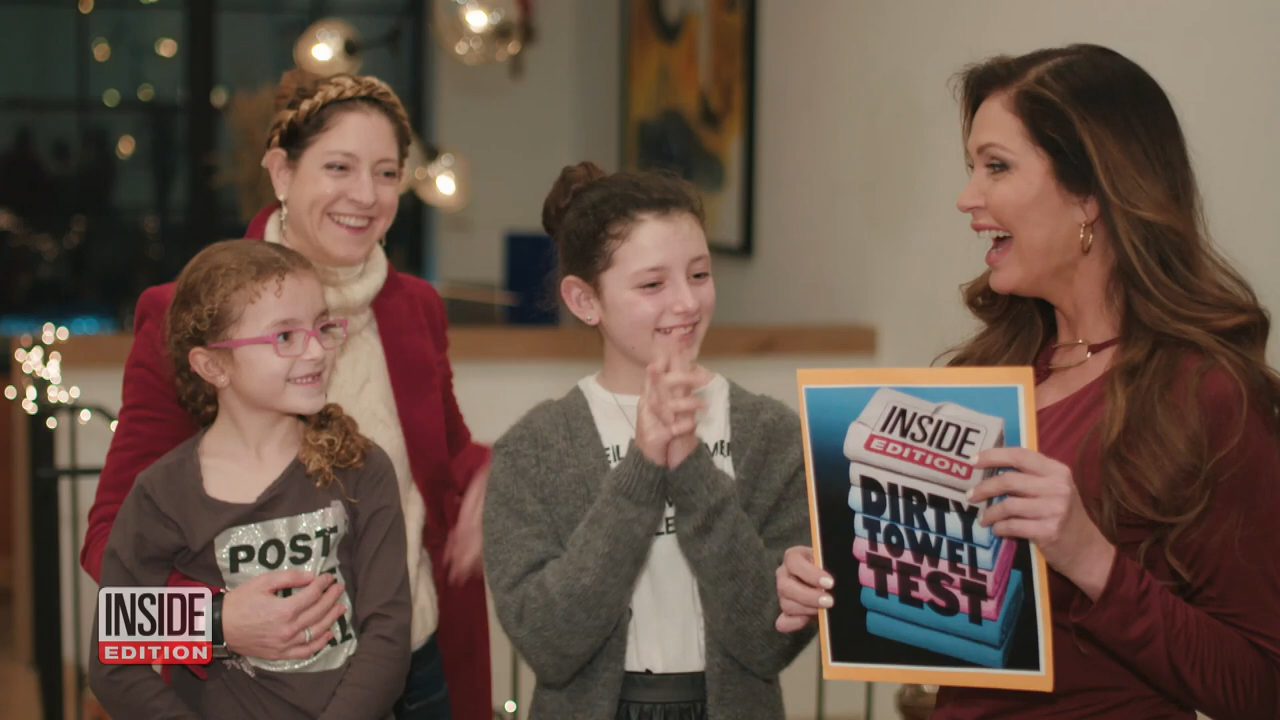 POST
INSIDE
EDITION
INSIDE
EDITION
DIRTY
TOWEL
TEST